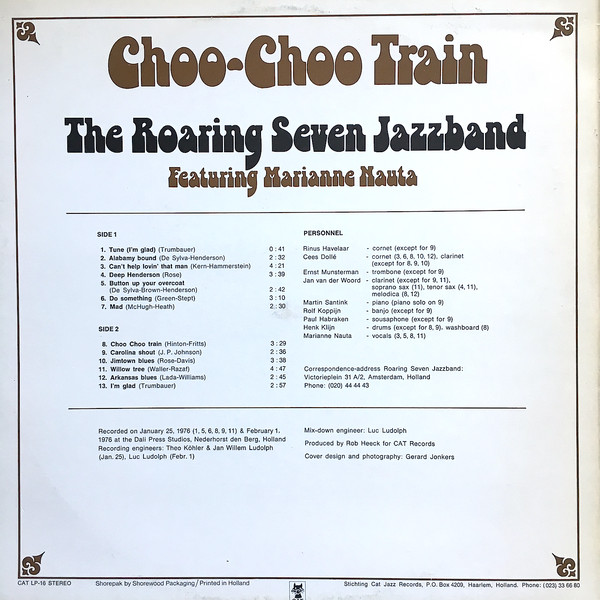 Choo-Choo Train
The Roaring Seven Jazzband
Featuring Marianne Nauta
SIDE 1
1. Tune (I'm glad) (Trumbauer) 0 : 41
2. Alabamy bound (De Sylva-Henderson) 2 : 32
3. Can't help lovin' that man (Kern-Hammerstein) 4 : 21
4. Deep Henderson (Rose) 3 : 39
5. Button up your overcoat
(De Sylva-Brown-Henderson) 2 : 42
6. Do something (Green-Stept) 3 : 10
7. Mad (McHugh-Heath) 2 : 30
SIDE 2
8. Choo Choo train (Hinton-Fritts) 3 : 29
9. Carolina shout (J. P. Johnson) 2 : 36
10. Jimtown blues (Rose-Davis) 3 : 38
11. Willow tree (Waller-Razaf) 4 : 47
12. Arkansas blues (Lada-Williams) 2 : 45
13. I'm glad (Trumbauer) 2 : 57
PERSONNEL
Rinus Havelaar - cornet (except for 9)
Cees Dollé - cornet (3, 6, 8, 10, 12), clarinet
(except for 8, 9, 10)
Ernst Munsterman - trombone (except for 9)
Jan van der Woord - clarinet (except for 9, 11),
soprano sax (11), tenor sax (4, 11),
melodica (8, 12)
Martin Santink - piano (piano solo on 9)
Rolf Koppijn - banjo (except for 9)
Paul Habraken - sousaphone (except for 9)
Henk Klijn - drums (except for 8, 9), washboard (8)
Marianne Nauta - vocals (3, 5, 8, 11)
Correspondence-address Roaring Seven Jazzband:
Victorieplein 31 A/2, Amsterdam, Holland
Phone: (020) 44 44 43
Recorded on January 25, 1976 (1, 5, 6, 8, 9, 11) & February 1.
1976 at the Dali Press Studios, Nederhorst den Berg, Holland
Recording engineers: Theo Köhler & Jan Willem Ludolph
(Jan. 25), Luc Ludolph (Febr. 1)
Mix-down engineer: Luc Ludolph
Produced by Rob Heeck for CAT Records
Cover design and photography: Gerard Jonkers
CAT LP-16 STEREO
Shorepak by Shorewood Packaging / Printed in Holland
Stichting Cat Jazz Records, P.O. Box 4209, Haarlem, Holland. Phone: (023) 33 66 80